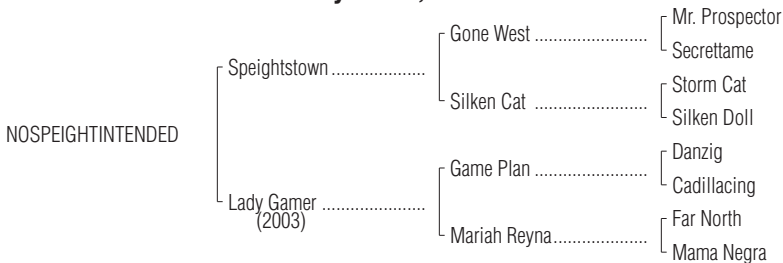 Mr. Prospector
Gone West ........................
Secrettame
Speightstown ....................
Storm Cat
Silken Cat ........................
Silken Doll
NOSPEIGHTINTENDED
Danzig
Game Plan ........................
Cadillacing
Lady Gamer ......................
(2003)
Far North
Mariah Reyna....................
Mama Negra